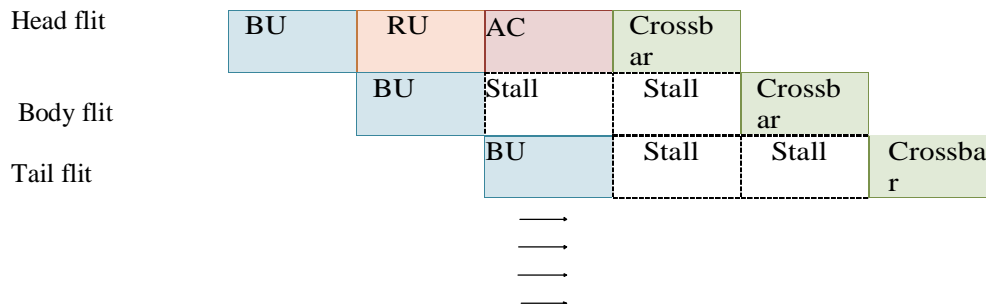 Head flit
BU
RU
AC
Crossb
ar
Body flit
BU
Stall
Stall
Crossb
ar
Tail flit
BU
Stall
Stall
Crossba
r